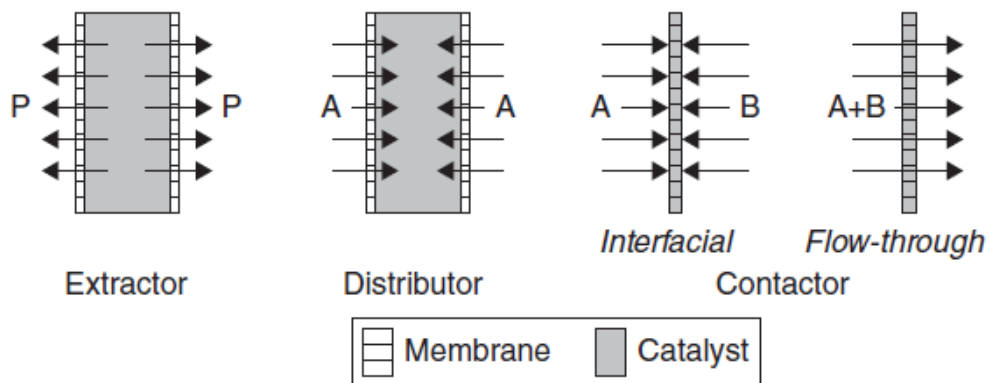 P P
A A
A B
A+B
Interfacial
Flow-through
Extractor
Distributor
Contactor
Membrane
Catalyst